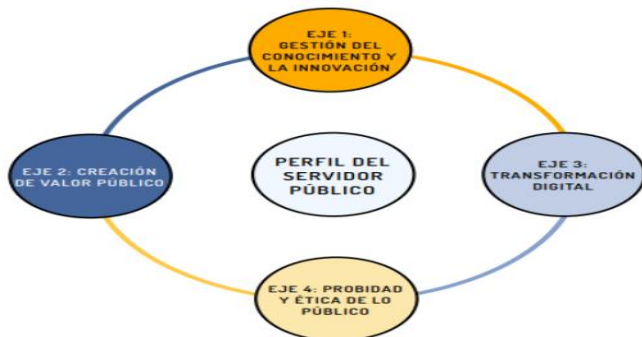 EJE 1:
GESTIÓN DEL
CONOCIMIENTO Y
LA INNOVACIÓN
EJE 2: CREACIÓN
DE VALOR PÚBLICO
PERFIL DEL
SERVIDOR
PÚBLICO
EJE 3:
TRANSFORMACIÓN
DIGITAL
EJE 4: PROBIDAD
Y ÉTICA DE LO
PÚBLICO